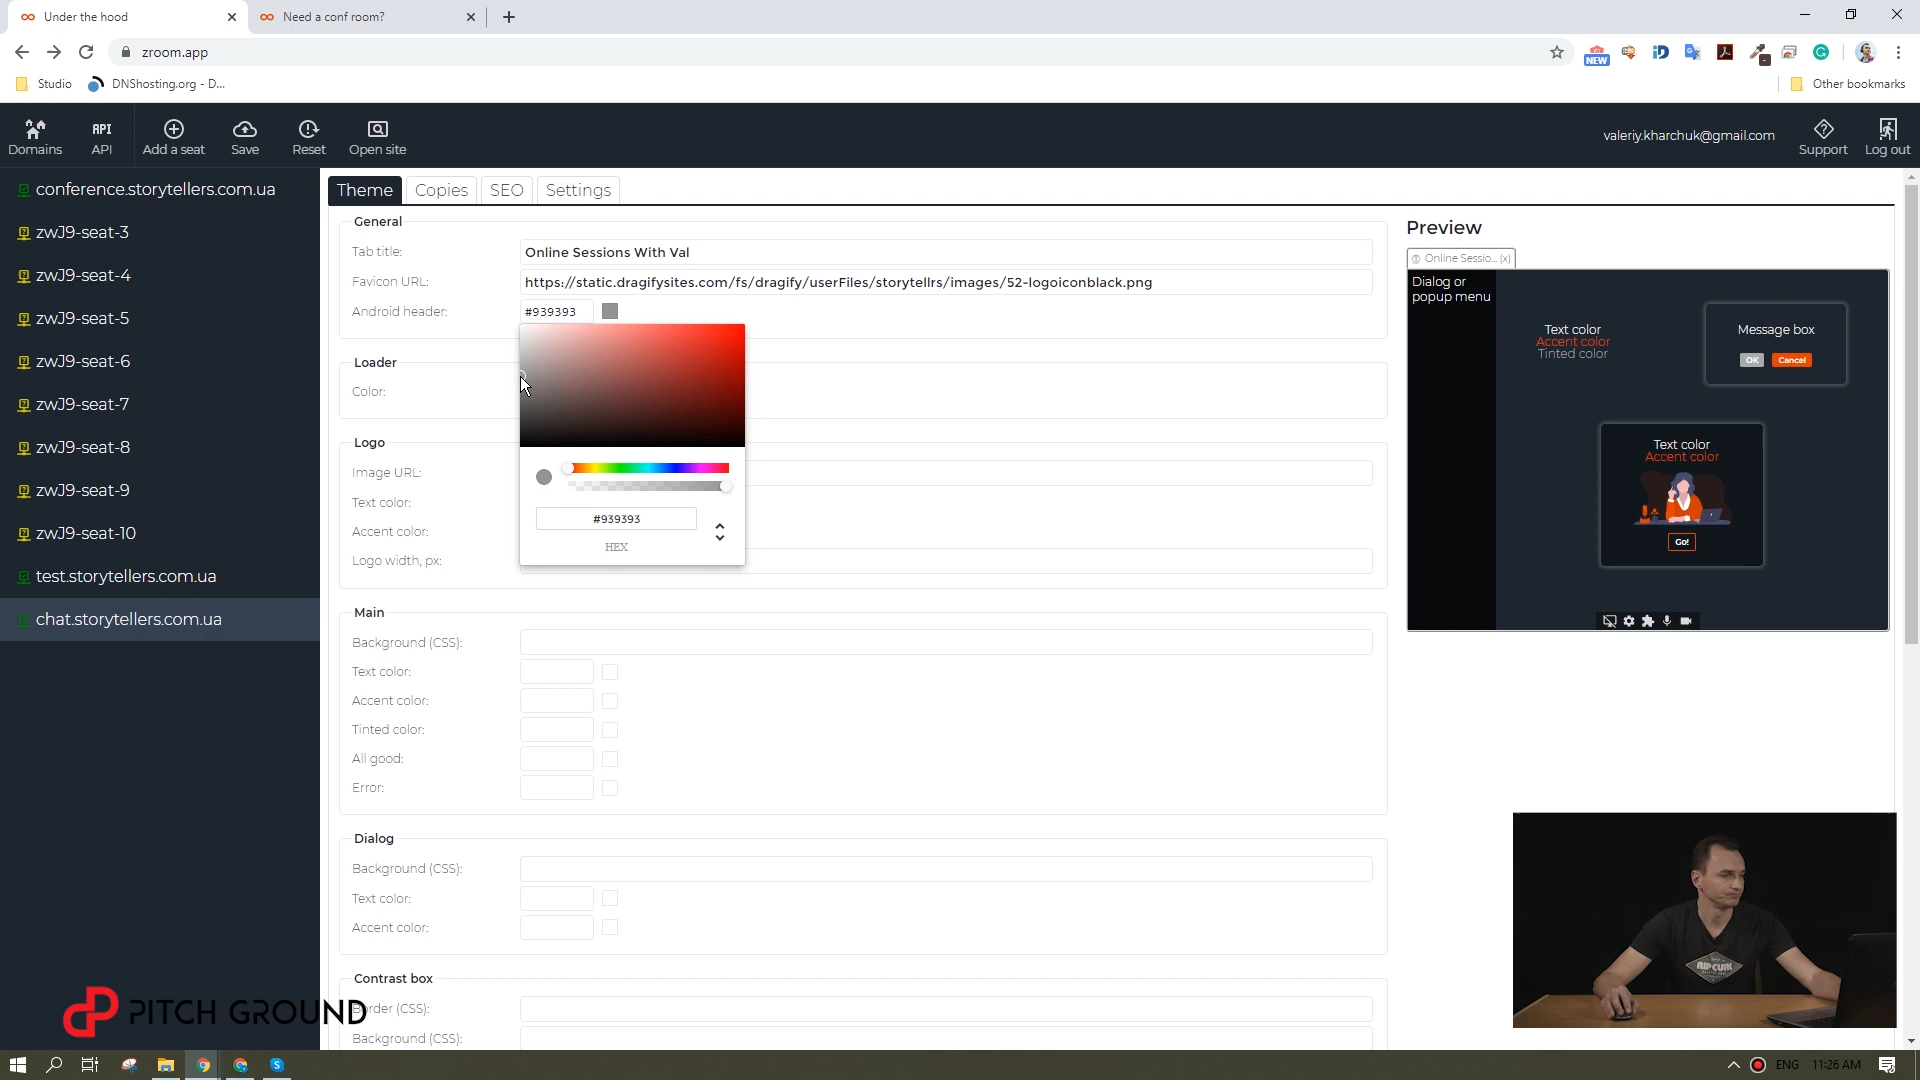 Under the hood
Need a conf room?
zroom.app
NEW
Studio
DNShosting.org - D...
Other bookmarks
Domains
API
API
Add a seat
Save
Reset
Open site
valeriy.kharchuk@gmail.com
Support
Log out
conference.storytellers.com.ua
zwJ9-seat-3
zwJ9-seat-4
zwJ9-seat-5
zwJ9-seat-6
zwJ9-seat-7
zwJ9-seat-8
zwJ9-seat-9
zwJ9-seat-10
test.storytellers.com.ua
chat.storytellers.com.ua
Theme
Copies
SEO
Settings
General
Tab title:
Online Sessions With Val
Favicon URL:
https://static.dragifysites.com/fs/dragify/userFiles/storytellrs/images/52-logoiconblack.png
Android header:
#939393
Loader
Color:
Logo
Image URL:
Text color:
Accent color:
Logo width, px:
#939393
HEX
Main
Background (CSS):
Text color:
Accent color:
Tinted color:
All good:
Error:
Dialog
Background (CSS):
Text color:
Accent color:
Contrast box
Border (CSS):
Background (CSS):
Preview
Online Sessio... (x)
Dialog or
popup menu
Text color
Accent color
Tinted color
Message box
OK
Cancel
Text color
Accent color
Go!
RIP CURL
PITCH GROUND
ENG
11:26 AM